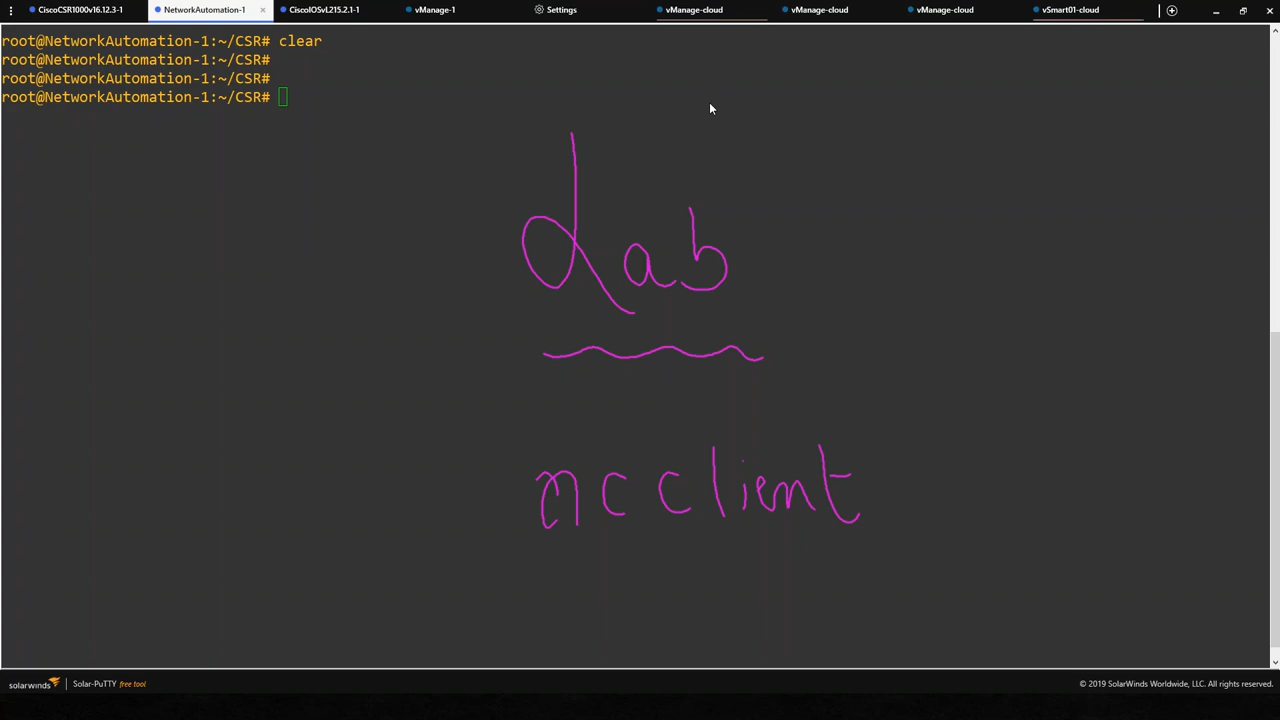 CiscoCSR1000v16.12.3-1 NetworkAutomation-1 × CiscoIOSvL215.2.1-1 vManage-1 Settings vManage-cloud vManage-cloud vManage-cloud vSmart01-cloud
root@NetworkAutomation-1:~/CSR# clear
root@NetworkAutomation-1:~/CSR#
root@NetworkAutomation-1:~/CSR#
root@NetworkAutomation-1:~/CSR#
Lab
ncclient
solarwinds Solar-PuTTY free tool © 2019 SolarWinds Worldwide, LLC. All rights reserved.